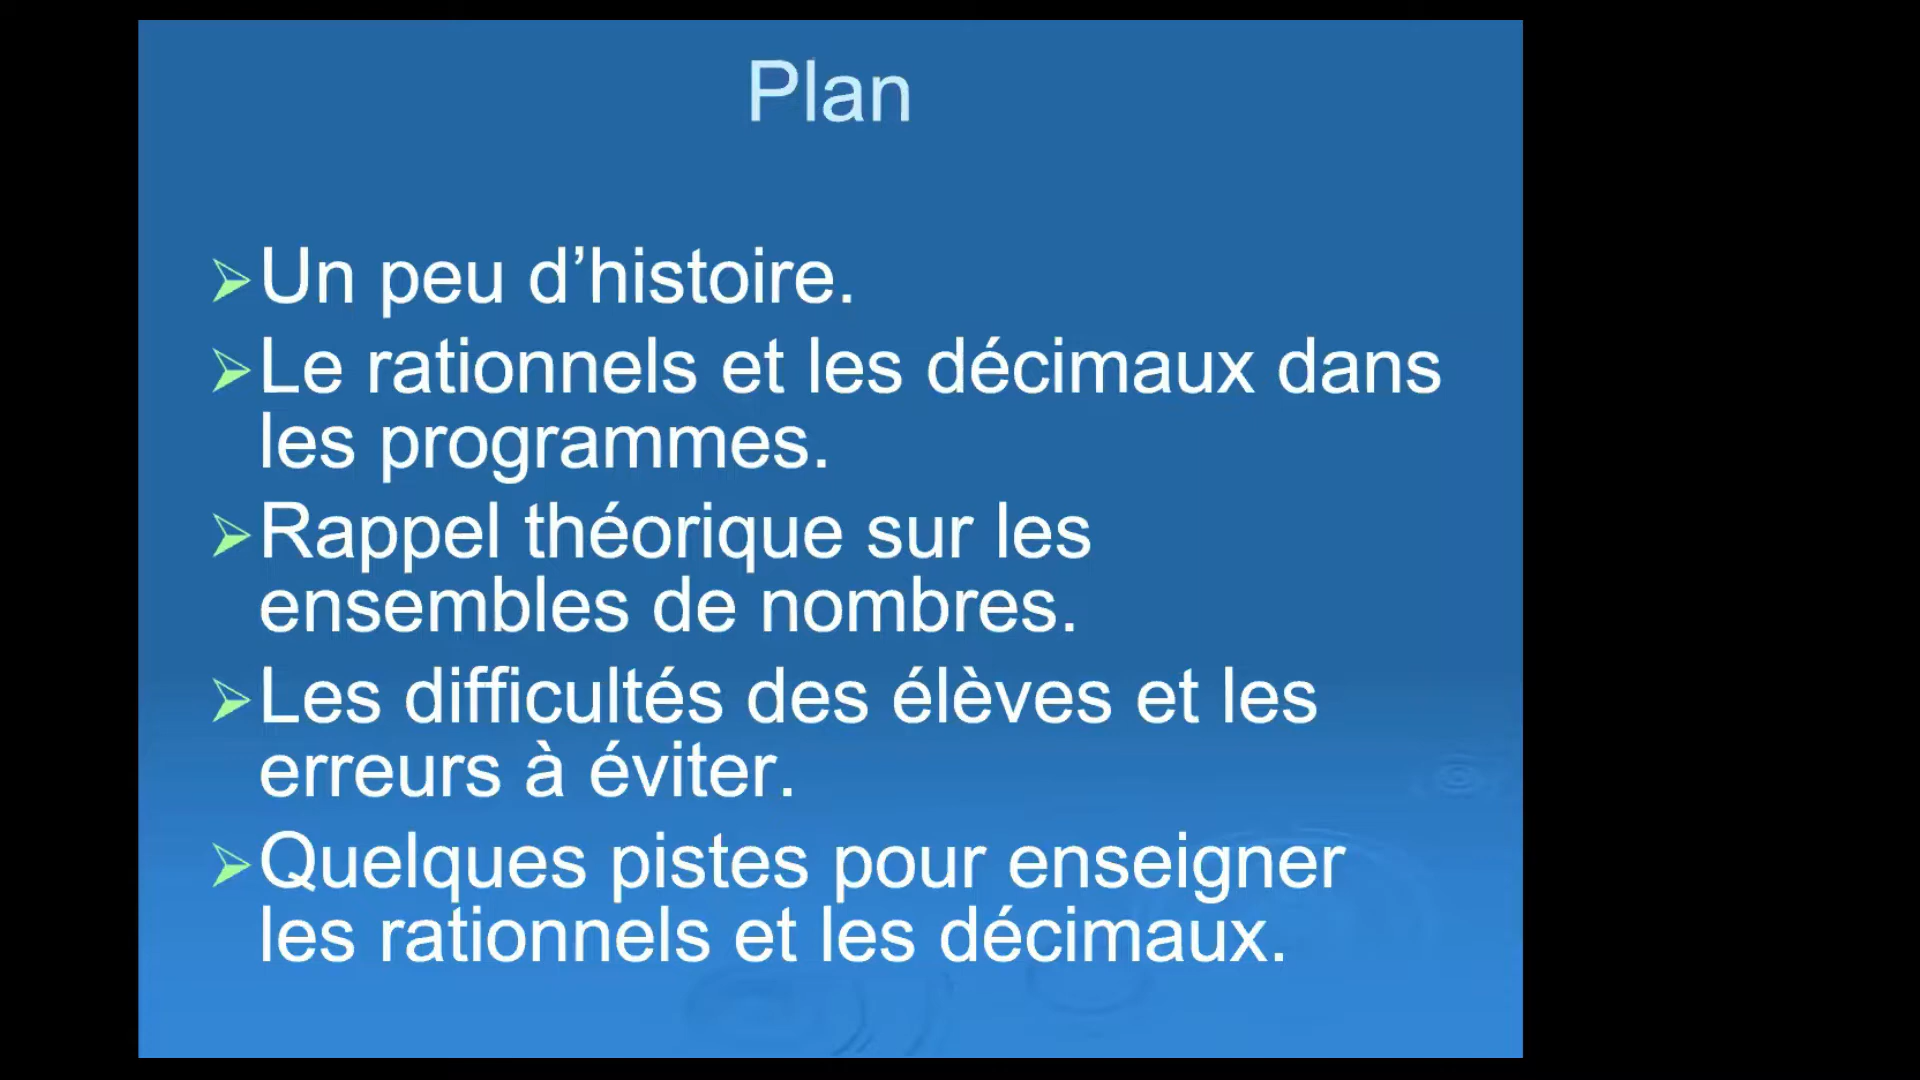 Plan
Un peu d’histoire.
Le rationnels et les décimaux dans
les programmes.
Rappel théorique sur les
ensembles de nombres.
Les difficultés des élèves et les
erreurs à éviter.
Quelques pistes pour enseigner
les rationnels et les décimaux.